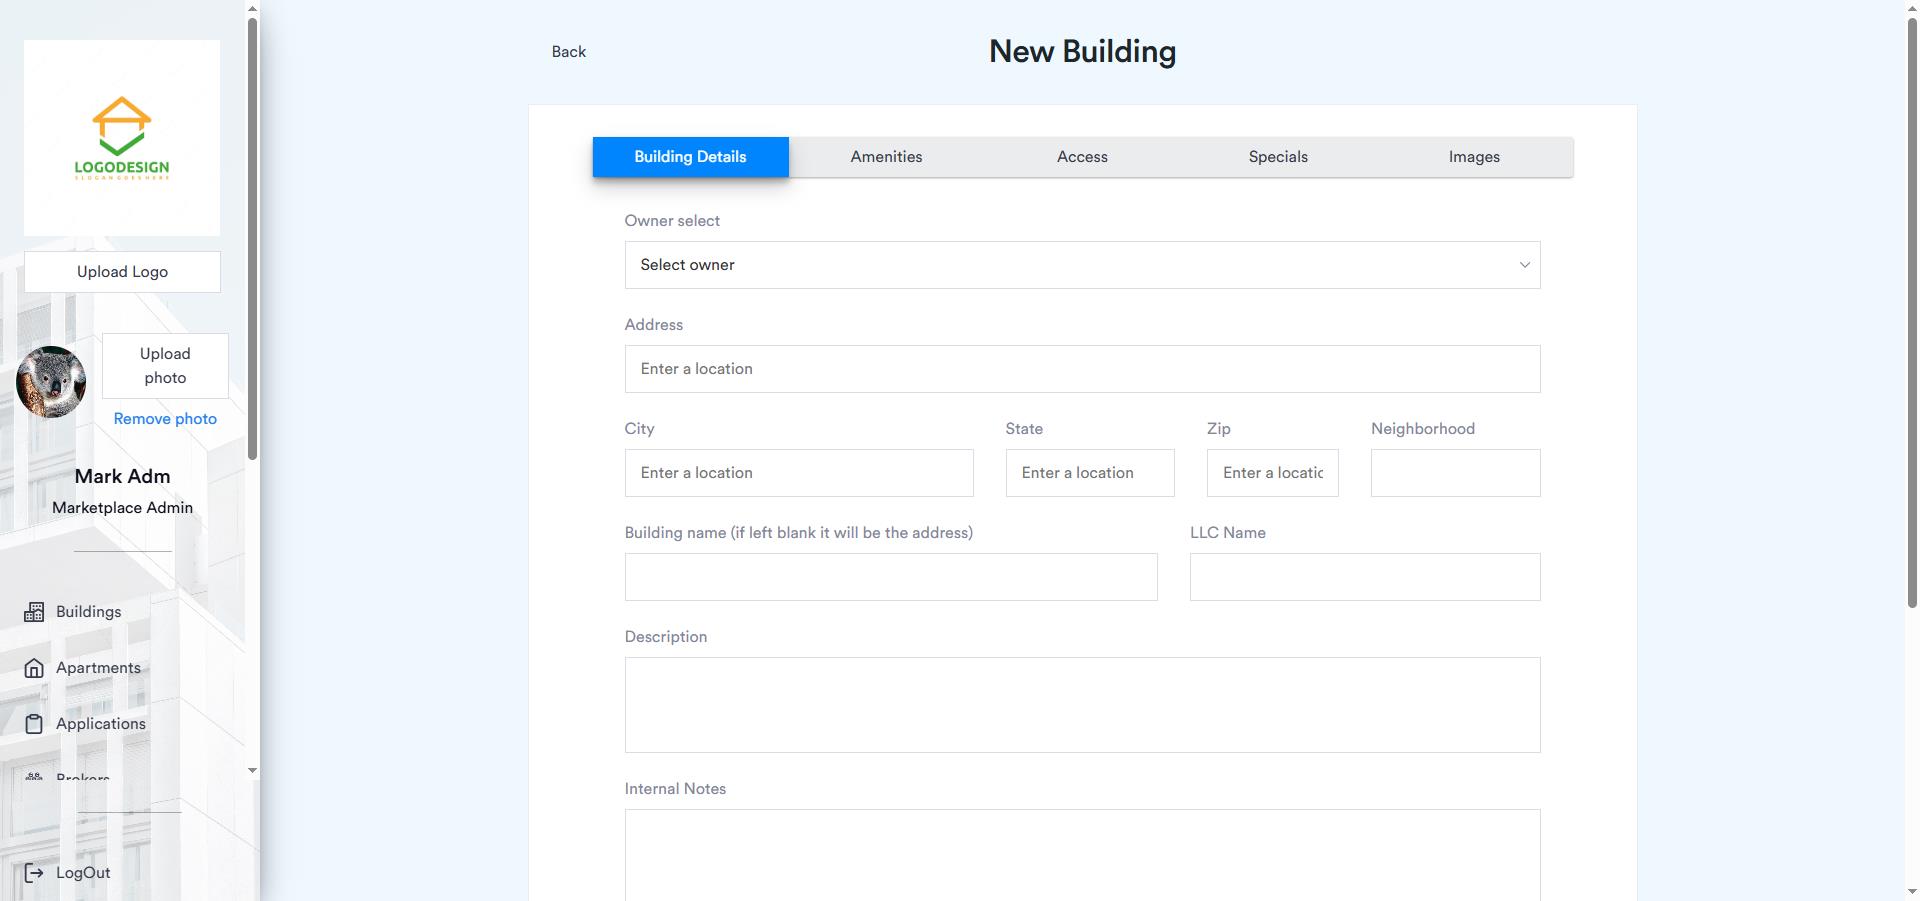 LOGODESIGN
SLOGANGOESHERE
Upload Logo
Upload
photo
Remove photo
Mark Adm
Marketplace Admin
Buildings
Apartments
Applications
Brokers
LogOut
Back
New Building
Building Details
Amenities
Access
Specials
Images
Owner select
Select owner
Address
Enter a location
City
State
Zip
Neighborhood
Enter a location
Enter a location
Enter a locatic
Building name (if left blank it will be the address)
LLC Name
Description
Internal Notes